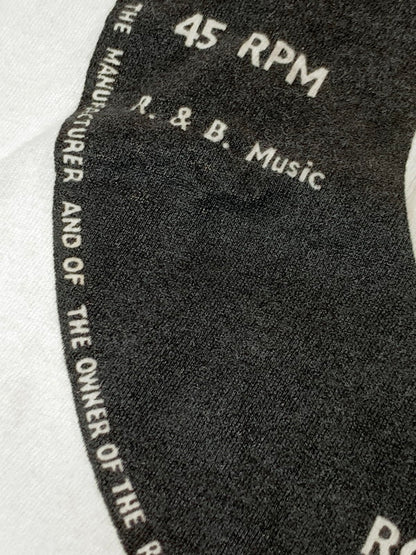 45 RPM
R. & B. Music
THE MANUFACTURER AND OF THE OWNER OF THE R